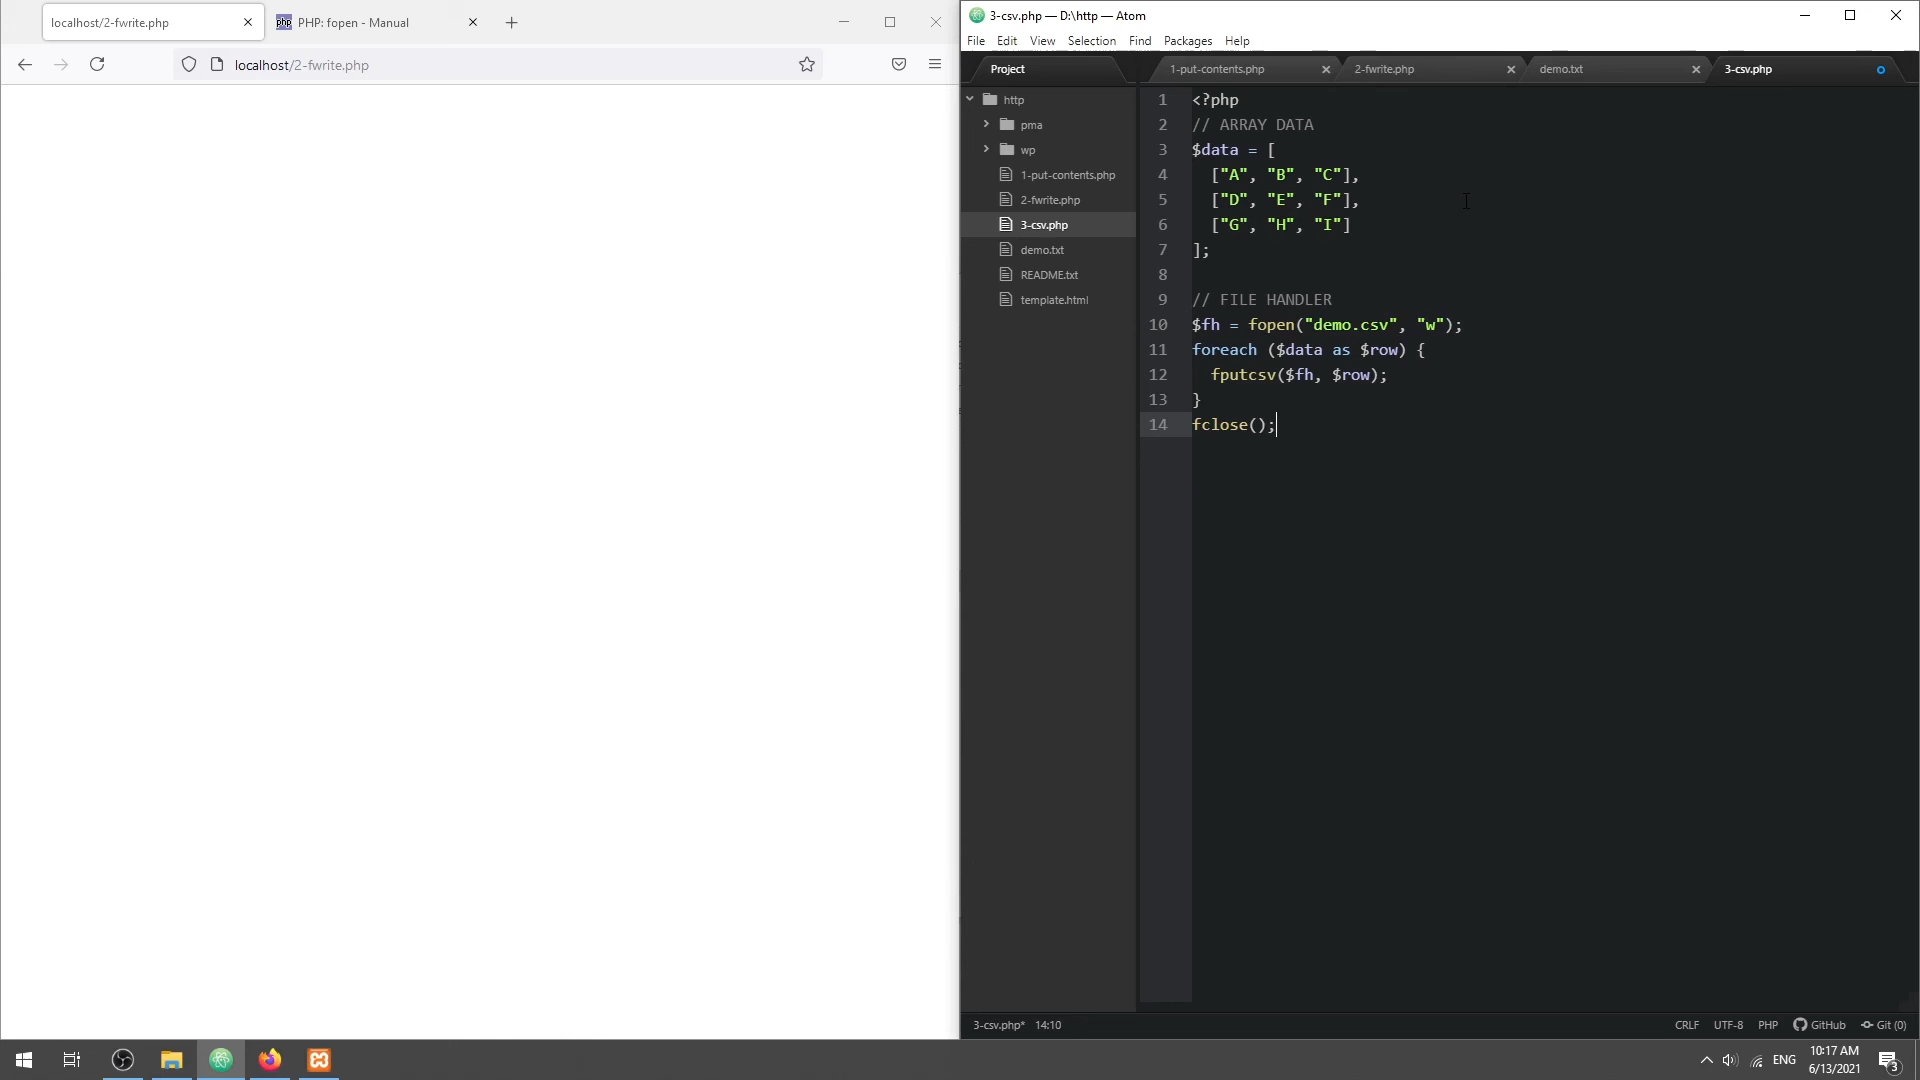 localhost/2-fwrite.php
php PHP: fopen - Manual
localhost/2-fwrite.php
3-csv.php — D:\http — Atom
File Edit View Selection Find Packages Help
Project
1-put-contents.php
2-fwrite.php
demo.txt
3-csv.php
http
pma
wp
1-put-contents.php
2-fwrite.php
3-csv.php
demo.txt
README.txt
template.html
1 <?php
2 // ARRAY DATA
3 $data = [
4 ["A", "B", "C"],
5 ["D", "E", "F"],
6 ["G", "H", "I"]
7 ];
8
9 // FILE HANDLER
10 $fh = fopen("demo.csv", "w");
11 foreach ($data as $row) {
12 fputcsv($fh, $row);
13 }
14 fclose();
3-csv.php* 14:10
CRLF UTF-8 PHP GitHub Git (0)
ENG
10:17 AM
6/13/2021
3